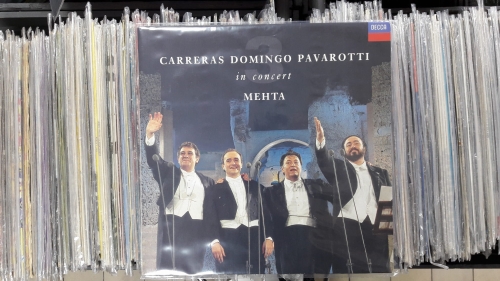 DECCA
CARRERAS DOMINGO PAVAROTTI
in concert
MEHTA